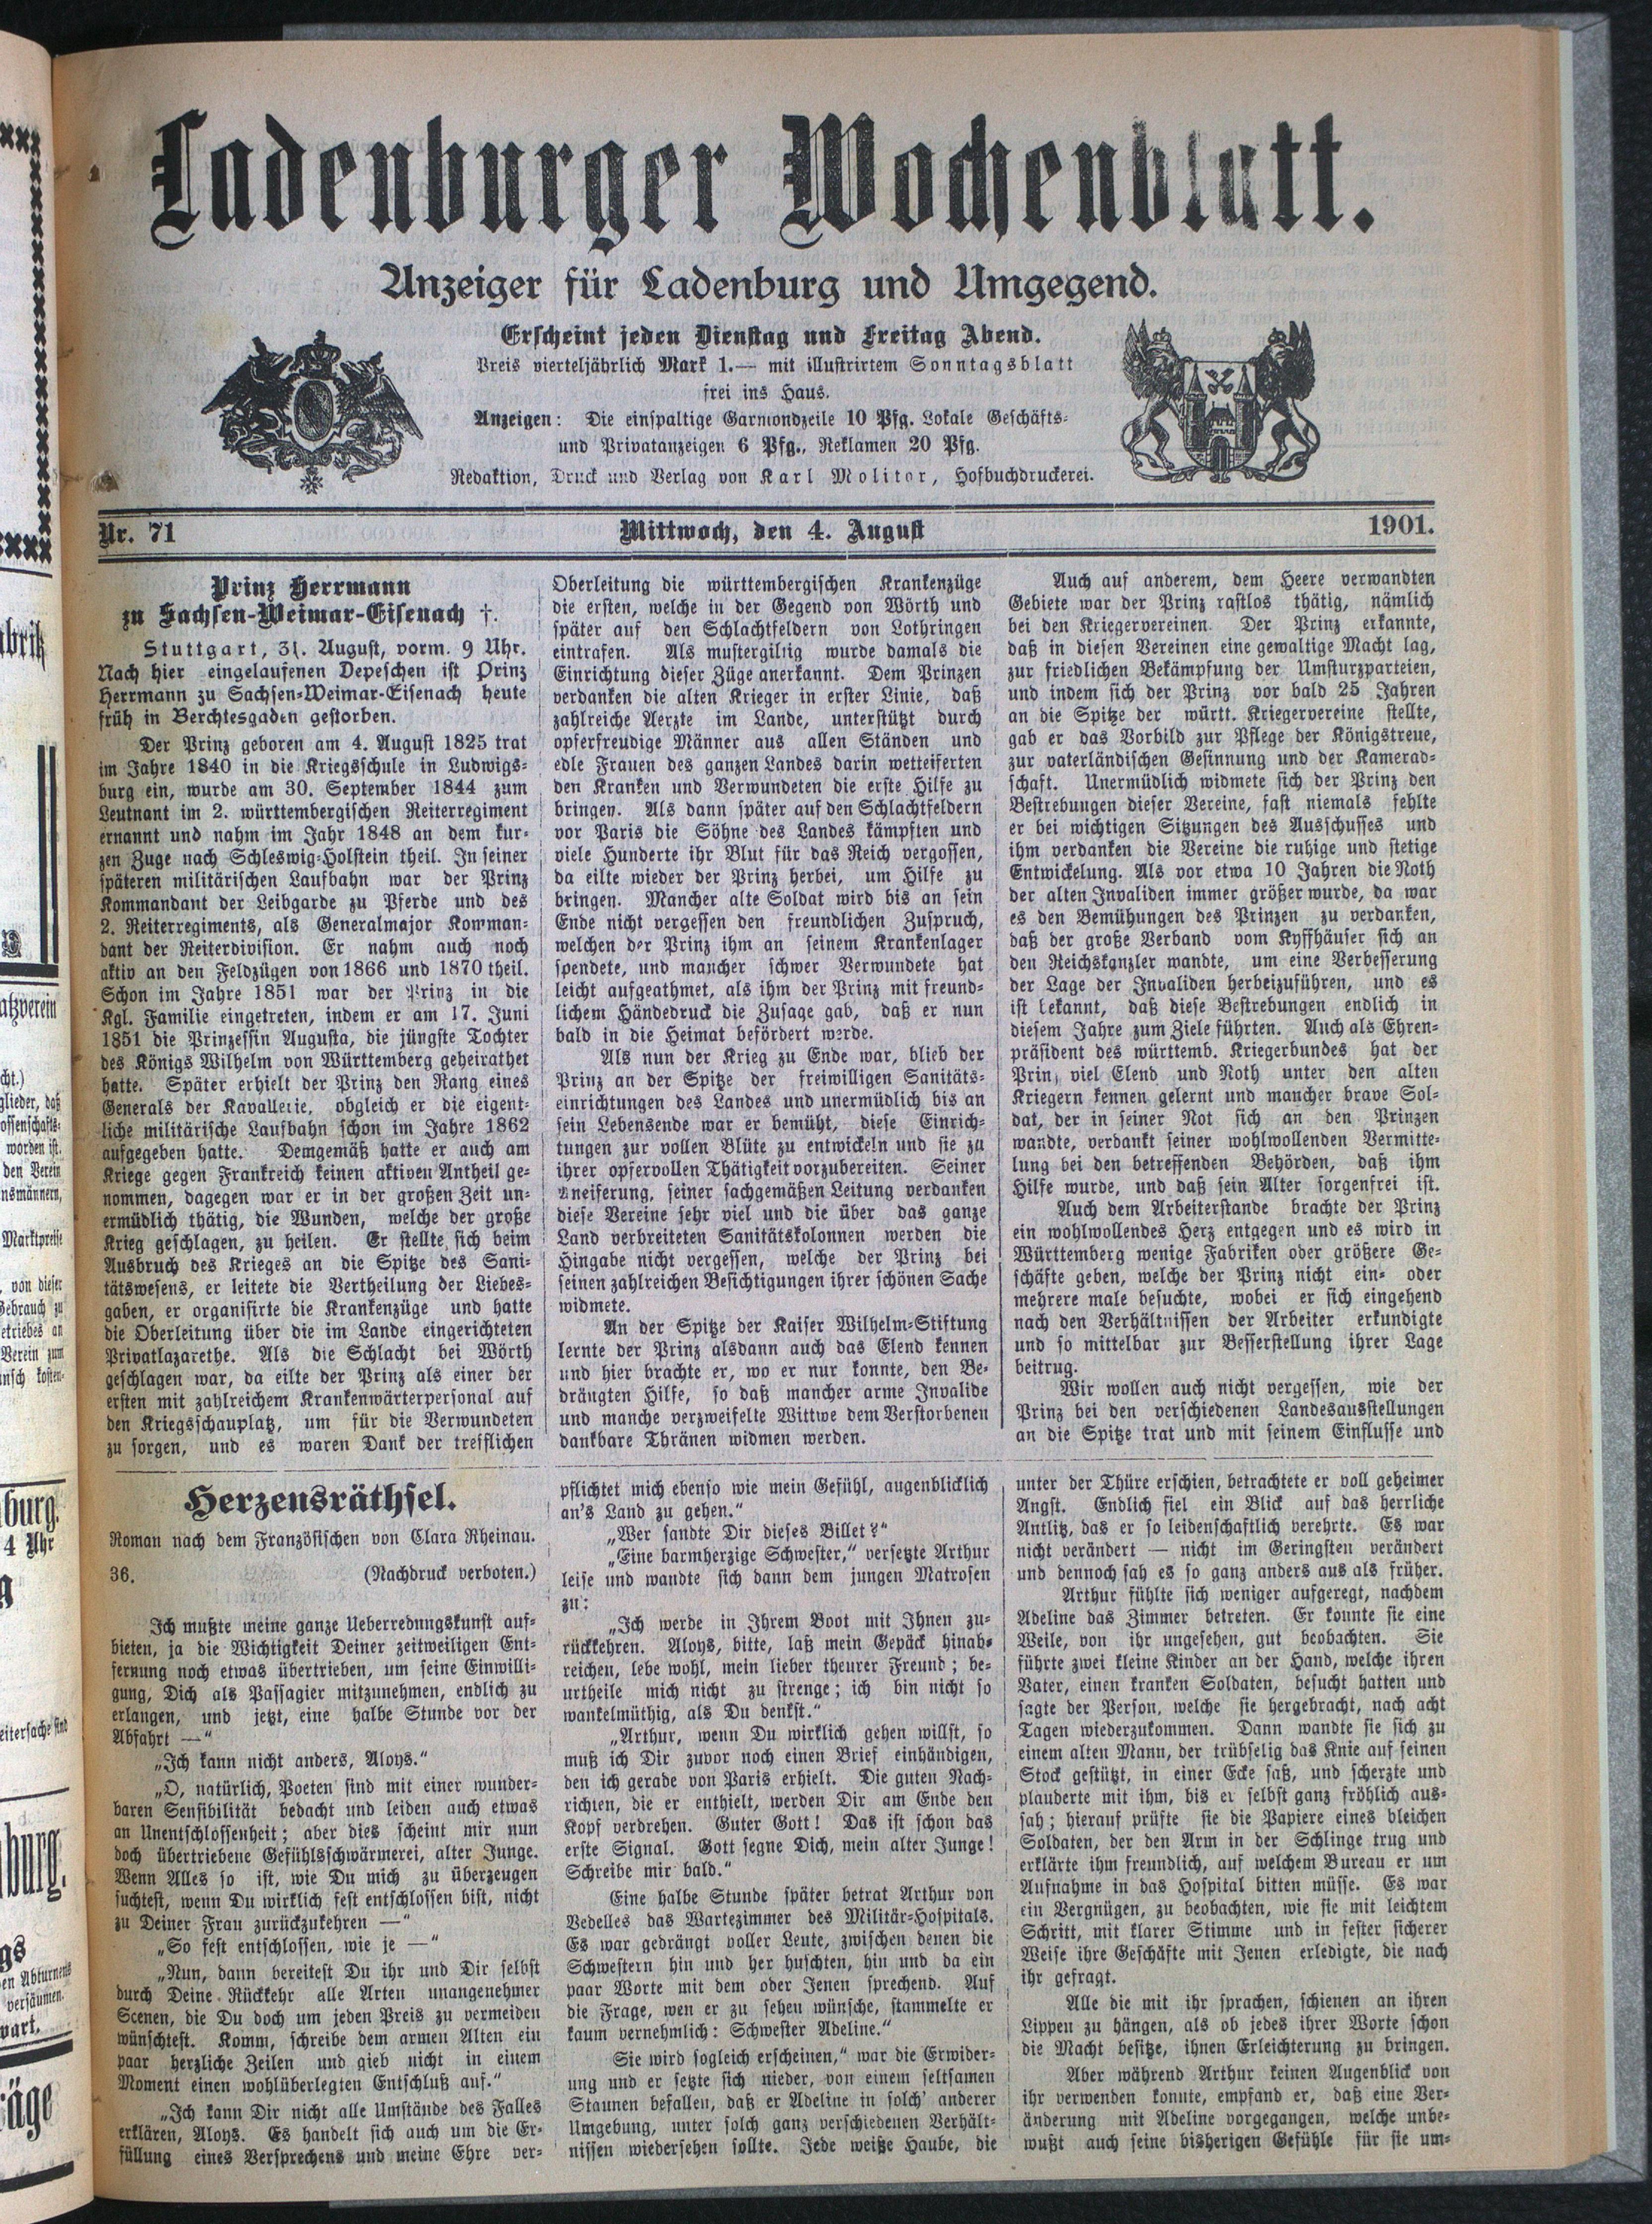 Ladenburger Wochenblatt.
Anzeiger für Ladenburg und Umgegend.
Erscheint jeden Dienstag und Freitag Abend.
Preis vierteljährlich Mark 1.— mit illustrirtem Sonntagsblatt
frei ins Haus.
Anzeigen: Die einspaltige Garmondzeile 10 Pfg. Lokale Geschäfts-
und Privatanzeigen 6 Pfg., Reklamen 20 Pfg.
Redaktion, Druck und Verlag von Karl Molitor, Hofbuchdruckerei.
Nr. 71 Mittwoch, den 4. August 1901.
Prinz Herrmann
zu Sachsen-Weimar-Eisenach †.
Stuttgart, 31. August, vorm. 9 Uhr.
Nach hier eingelaufenen Depeschen ist Prinz
Herrmann zu Sachsen-Weimar-Eisenach heute
früh in Berchtesgaden gestorben.
Der Prinz geboren am 4. August 1825 trat
im Jahre 1840 in die Kriegsschule in Ludwigs-
burg ein, wurde am 30. September 1844 zum
Leutnant im 2. württembergischen Reiterregiment
ernannt und nahm im Jahr 1848 an dem kur-
zen Zuge nach Schleswig-Holstein theil. In seiner
späteren militärischen Laufbahn war der Prinz
Kommandant der Leibgarde zu Pferde und des
2. Reiterregiments, als Generalmajor Komman-
dant der Reiterdivision. Er nahm auch noch
aktiv an den Feldzügen von 1866 und 1870 theil.
Schon im Jahre 1851 war der Prinz in die
Kgl. Familie eingetreten, indem er am 17. Juni
1851 die Prinzessin Augusta, die jüngste Tochter
des Königs Wilhelm von Württemberg geheirathet
hatte. Später erhielt der Prinz den Rang eines
Generals der Kavallerie, obgleich er die eigent-
liche militärische Laufbahn schon im Jahre 1862
aufgegeben hatte. Demgemäß hatte er auch am
Kriege gegen Frankreich keinen aktiven Antheil ge-
nommen, dagegen war er in der großen Zeit un-
ermüdlich thätig, die Wunden, welche der große
Krieg geschlagen, zu heilen. Er stellte sich beim
Ausbruch des Krieges an die Spitze des Sani-
tätswesens, er leitete die Vertheilung der Liebes-
gaben, er organisirte die Krankenzüge und hatte
die Oberleitung über die im Lande eingerichteten
Privatlazarethe. Als die Schlacht bei Wörth
geschlagen war, da eilte der Prinz als einer der
ersten mit zahlreichem Krankenwärterpersonal auf
den Kriegsschauplatz, um für die Verwundeten
zu sorgen, und es waren Dank der trefflichen
Oberleitung die württembergischen Krankenzüge
die ersten, welche in der Gegend von Wörth und
später auf den Schlachtfeldern von Lothringen
eintrafen. Als mustergiltig wurde damals die
Einrichtung dieser Züge anerkannt. Dem Prinzen
verdanken die alten Krieger in erster Linie, daß
zahlreiche Aerzte im Lande, unterstützt durch
opferfreudige Männer aus allen Ständen und
edle Frauen des ganzen Landes darin wetteiferten
den Kranken und Verwundeten die erste Hilfe zu
bringen. Als dann später auf den Schlachtfeldern
vor Paris die Söhne des Landes kämpften und
viele Hunderte ihr Blut für das Reich vergossen,
da eilte wieder der Prinz herbei, um Hilfe zu
bringen. Mancher alte Soldat wird bis an sein
Ende nicht vergessen den freundlichen Zuspruch,
welchen der Prinz ihm an seinem Krankenlager
spendete, und mancher schwer Verwundete hat
leicht aufgeathmet, als ihm der Prinz mit freund-
lichem Händedruck die Zusage gab, daß er nun
bald in die Heimat befördert werde.
Als nun der Krieg zu Ende war, blieb der
Prinz an der Spitze der freiwilligen Sanitäts-
einrichtungen des Landes und unermüdlich bis an
sein Lebensende war er bemüht, diese Einrich-
tungen zur vollen Blüte zu entwickeln und sie zu
ihrer opfervollen Thätigkeit vorzubereiten. Seiner
Aneiferung, seiner sachgemäßen Leitung verdanken
diese Vereine sehr viel und die über das ganze
Land verbreiteten Sanitätskolonnen werden die
Hingabe nicht vergessen, welche der Prinz bei
seinen zahlreichen Besichtigungen ihrer schönen Sache
widmete.
An der Spitze der Kaiser Wilhelm-Stiftung
lernte der Prinz alsdann auch das Elend kennen
und hier brachte er, wo er nur konnte, den Be-
drängten Hilfe, so daß mancher arme Invalide
und manche verzweifelte Wittwe dem Verstorbenen
dankbare Thränen widmen werden.
Auch auf anderem, dem Heere verwandten
Gebiete war der Prinz rastlos thätig, nämlich
bei den Kriegervereinen. Der Prinz erkannte,
daß in diesen Vereinen eine gewaltige Macht lag,
zur friedlichen Bekämpfung der Umsturzparteien,
und indem sich der Prinz vor bald 25 Jahren
an die Spitze der württ. Kriegervereine stellte,
gab er das Vorbild zur Pflege der Königstreue,
zur vaterländischen Gesinnung und der Kamerad-
schaft. Unermüdlich widmete sich der Prinz den
Bestrebungen dieser Vereine, fast niemals fehlte
er bei wichtigen Sitzungen des Ausschusses und
ihm verdanken die Vereine die ruhige und stetige
Entwickelung. Als vor etwa 10 Jahren die Noth
der alten Invaliden immer größer wurde, da war
es den Bemühungen des Prinzen zu verdanken,
daß der große Verband vom Kyffhäuser sich an
den Reichskanzler wandte, um eine Verbesserung
der Lage der Invaliden herbeizuführen, und es
ist bekannt, daß diese Bestrebungen endlich in
diesem Jahre zum Ziele führten. Auch als Ehren-
präsident des württemb. Kriegerbundes hat der
Prinz viel Elend und Noth unter den alten
Kriegern kennen gelernt und mancher brave Sol-
dat, der in seiner Not sich an den Prinzen
wandte, verdankt seiner wohlwollenden Vermitte-
lung bei den betreffenden Behörden, daß ihm
Hilfe wurde, und daß sein Alter sorgenfrei ist.
Auch dem Arbeiterstande brachte der Prinz
ein wohlwollendes Herz entgegen und es wird in
Württemberg wenige Fabriken oder größere Ge-
schäfte geben, welche der Prinz nicht ein- oder
mehrere male besuchte, wobei er sich eingehend
nach den Verhältnissen der Arbeiter erkundigte
und so mittelbar zur Besserstellung ihrer Lage
beitrug.
Wir wollen auch nicht vergessen, wie der
Prinz bei den verschiedenen Landesausstellungen
an die Spitze trat und mit seinem Einflusse und
Herzensräthsel.
Roman nach dem Französischen von Clara Rheinau.
36. (Nachdruck verboten.)
Ich mußte meine ganze Ueberredungskunst auf-
bieten, ja die Wichtigkeit Deiner zeitweiligen Ent-
fernung noch etwas übertrieben, um seine Einwilli-
gung, Dich als Passagier mitzunehmen, endlich zu
erlangen, und jetzt, eine halbe Stunde vor der
Abfahrt —“
„Ich kann nicht anders, Aloys.“
„O, natürlich, Poeten sind mit einer wunder-
baren Sensibilität bedacht und leiden auch etwas
an Unentschlossenheit; aber dies scheint mir nun
doch übertriebene Gefühlsschwärmerei, alter Junge.
Wenn Alles so ist, wie Du mich zu überzeugen
suchtest, wenn Du wirklich fest entschlossen bist, nicht
zu Deiner Frau zurückzukehren —“
„So fest entschlossen, wie je —“
„Nun, dann bereitest Du ihr und Dir selbst
durch Deine Rückkehr alle Arten unangenehmer
Scenen, die Du doch um jeden Preis zu vermeiden
wünschtest. Komm, schreibe dem armen Alten ein
paar herzliche Zeilen und gieb nicht in einem
Moment einen wohlüberlegten Entschluß auf.“
„Ich kann Dir nicht alle Umstände des Falles
erklären, Aloys. Es handelt sich auch um die Er-
füllung eines Versprechens und meine Ehre ver-
pflichtet mich ebenso wie mein Gefühl, augenblicklich
an's Land zu gehen.“
„Wer sandte Dir dieses Billet?“
„Eine barmherzige Schwester,“ versetzte Arthur
leise und wandte sich dann dem jungen Matrosen
zu:
„Ich werde in Ihrem Boot mit Ihnen zu-
rückkehren. Aloys, bitte, laß mein Gepäck hinab-
reichen, lebe wohl, mein lieber theurer Freund; be-
urtheile mich nicht zu strenge; ich bin nicht so
wankelmüthig, als Du denkst.“
„Arthur, wenn Du wirklich gehen willst, so
muß ich Dir zuvor noch einen Brief einhändigen,
den ich gerade von Paris erhielt. Die guten Nach-
richten, die er enthielt, werden Dir am Ende den
Kopf verdrehen. Guter Gott! Das ist schon das
erste Signal. Gott segne Dich, mein alter Junge!
Schreibe mir bald.“
Eine halbe Stunde später betrat Arthur von
Vedelles das Wartezimmer des Militär-Hospitals.
Es war gedrängt voller Leute, zwischen denen die
Schwestern hin und her huschten, hin und da ein
paar Worte mit dem oder Jenen sprechend. Auf
die Frage, wen er zu sehen wünsche, stammelte er
kaum vernehmlich: Schwester Adeline.“
Sie wird sogleich erscheinen,“ war die Erwider-
ung und er setzte sich nieder, von einem seltsamen
Staunen befallen, daß er Adeline in solch' anderer
Umgebung, unter solch ganz verschiedenen Verhält-
nissen wiedersehen sollte. Jede weiße Haube, die
unter der Thüre erschien, betrachtete er voll geheimer
Angst. Endlich fiel ein Blick auf das herrliche
Antlitz, das er so leidenschaftlich verehrte. Es war
nicht verändert — nicht im Geringsten verändert
und dennoch sah es so ganz anders aus als früher.
Arthur fühlte sich weniger aufgeregt, nachdem
Adeline das Zimmer betreten. Er konnte sie eine
Weile, von ihr ungesehen, gut beobachten. Sie
führte zwei kleine Kinder an der Hand, welche ihren
Vater, einen kranken Soldaten, besucht hatten und
sagte der Person, welche sie hergebracht, nach acht
Tagen wiederzukommen. Dann wandte sie sich zu
einem alten Mann, der trübselig das Knie auf seinen
Stock gestützt, in einer Ecke saß, und scherzte und
plauderte mit ihm, bis er selbst ganz fröhlich aus-
sah; hierauf prüfte sie die Papiere eines bleichen
Soldaten, der den Arm in der Schlinge trug und
erklärte ihm freundlich, auf welchem Bureau er um
Aufnahme in das Hospital bitten müsse. Es war
ein Vergnügen, zu beobachten, wie sie mit leichtem
Schritt, mit klarer Stimme und in fester sicherer
Weise ihre Geschäfte mit Jenen erledigte, die nach
ihr gefragt.
Alle die mit ihr sprachen, schienen an ihren
Lippen zu hängen, als ob jedes ihrer Worte schon
die Macht besitze, ihnen Erleichterung zu bringen.
Aber während Arthur keinen Augenblick von
ihr verwenden konnte, empfand er, daß eine Ver-
änderung mit Adeline vorgegangen, welche unbe-
wußt auch seine bisherigen Gefühle für sie um-